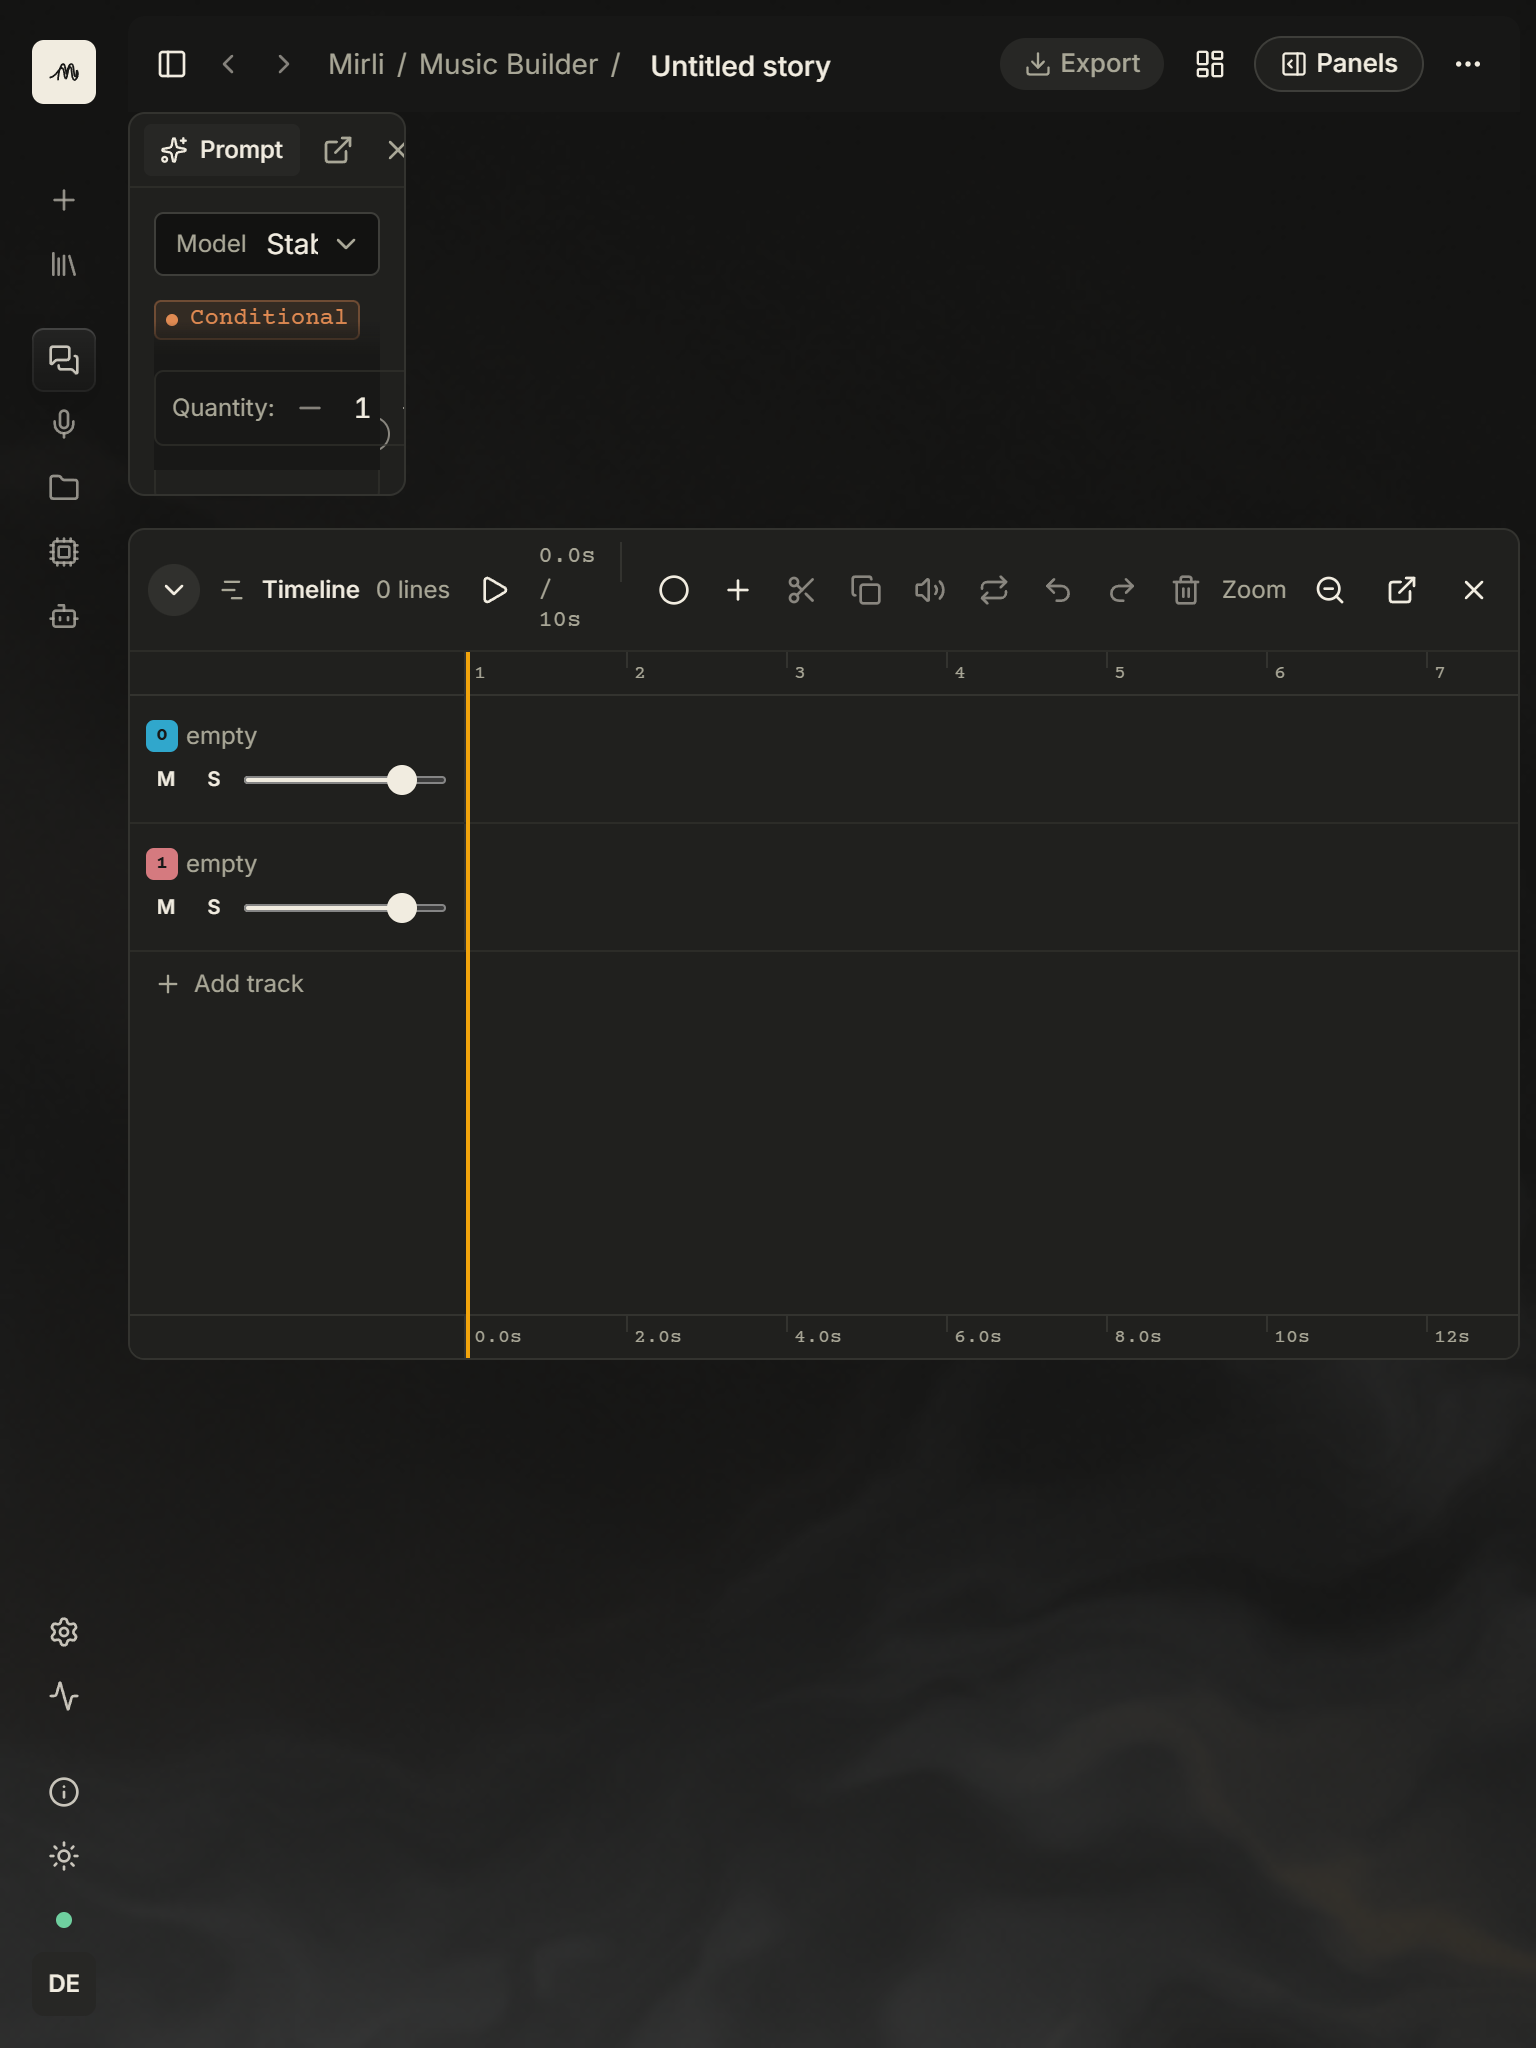 Mirli / Music Builder / Untitled story
Export
Panels
Prompt
Model
Conditional
Quantity: 1
Timeline 0 lines
0.0s
/
10s
Zoom
1 2 3 4 5 6 7
0 empty
M S
1 empty
M S
Add track
0.0s 2.0s 4.0s 6.0s 8.0s 10s 12s
DE